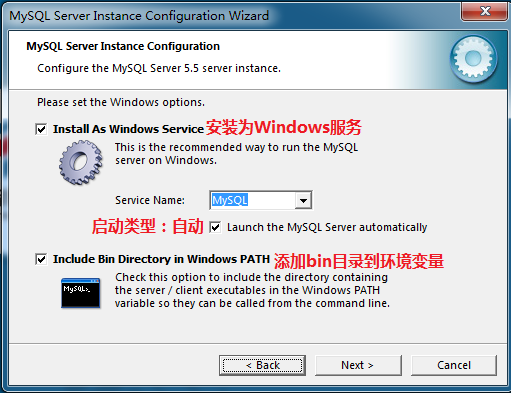 MySQL Server Instance Configuration Wizard
MySQL Server Instance Configuration
Configure the MySQL Server 5.5 server instance.
Please set the Windows options.
Install As Windows Service 安装为Windows服务
This is the recommended way to run the MySQL
server on Windows.
Service Name: MySQL
启动类型：自动 Launch the MySQL Server automatically
Include Bin Directory in Windows PATH 添加bin目录到环境变量
Check this option to include the directory containing
the server / client executables in the Windows PATH
variable so they can be called from the command line.
MySQL>_
< Back Next > Cancel